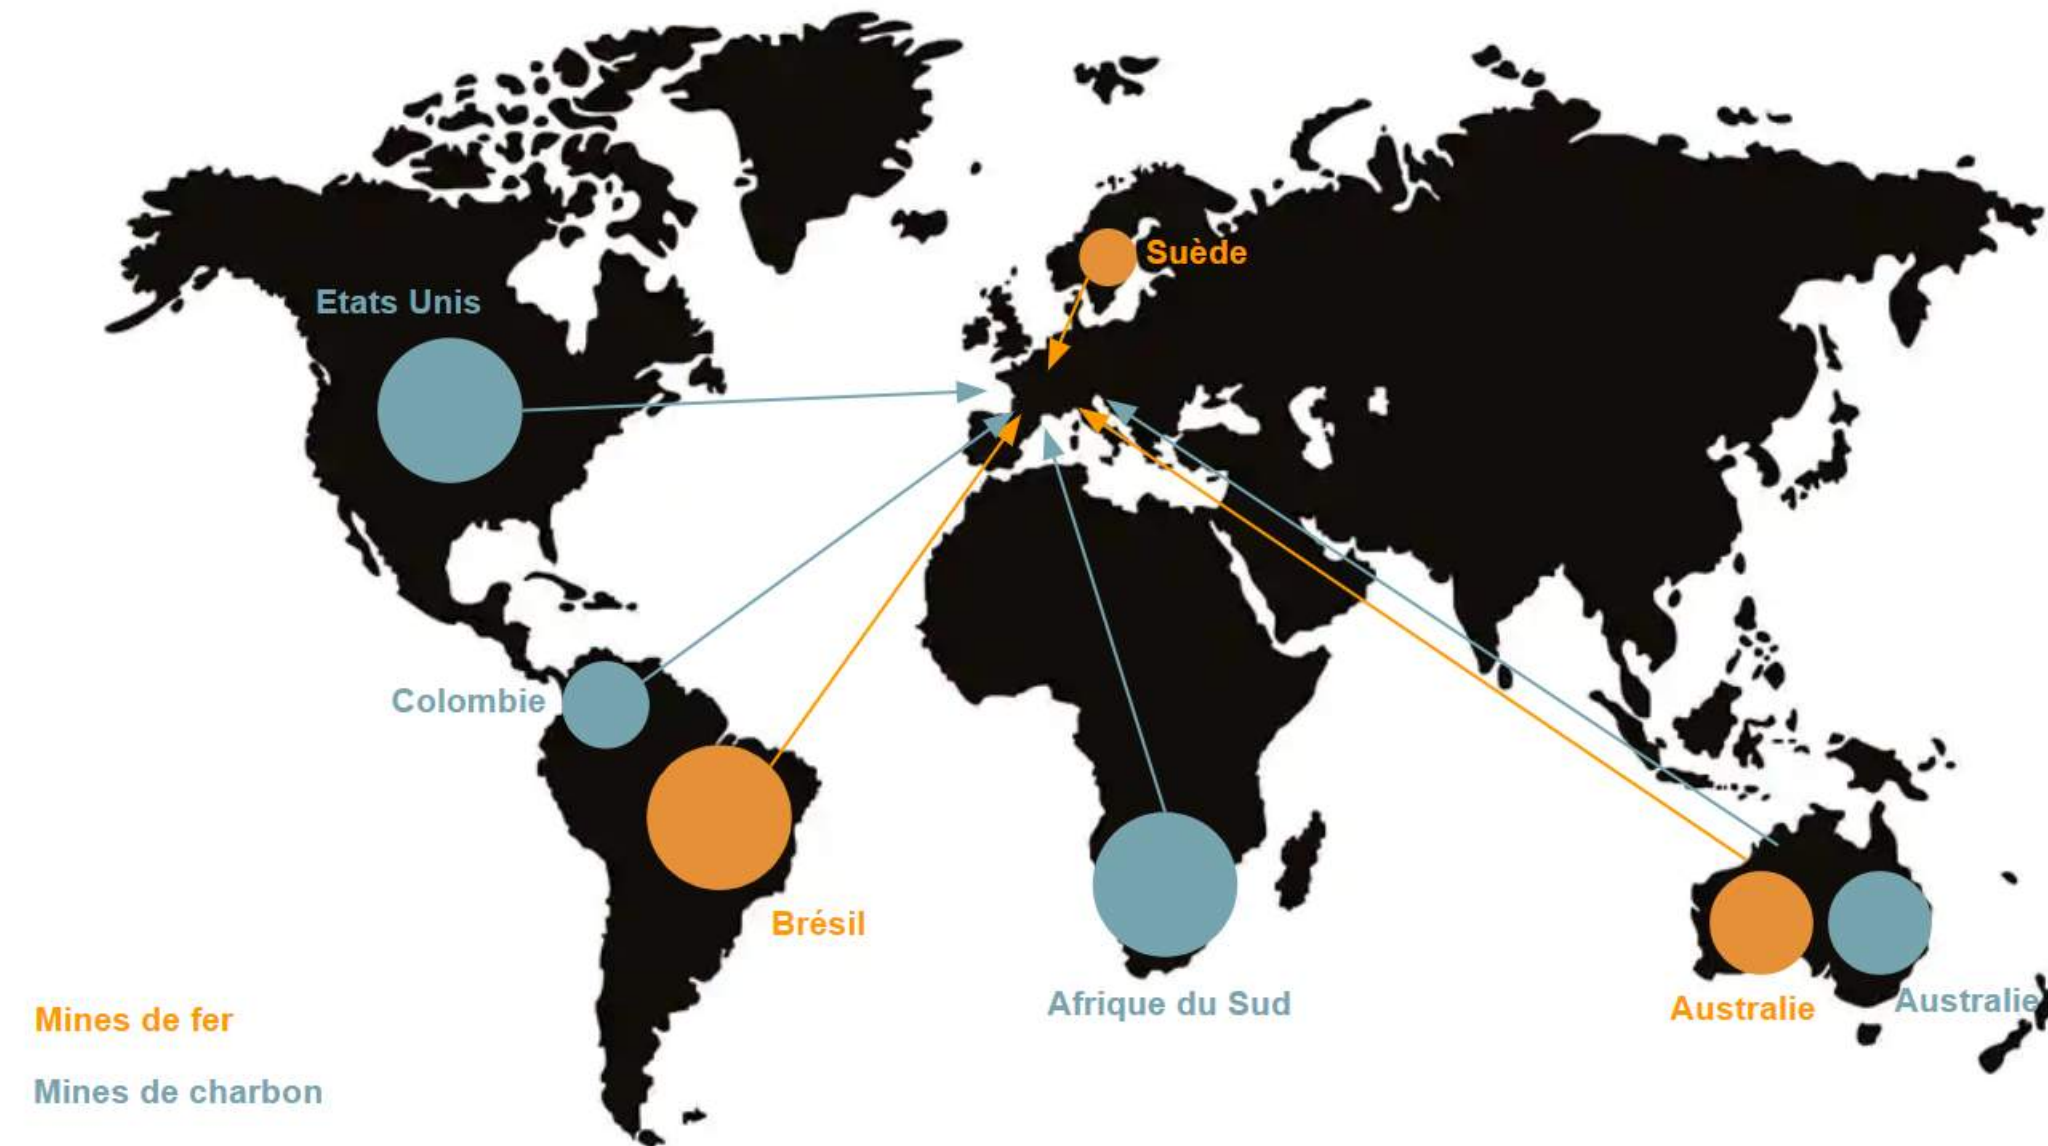 Suède
Etats Unis
Colombie
Brésil
Afrique du Sud
Australie
Australie
Mines de fer
Mines de charbon